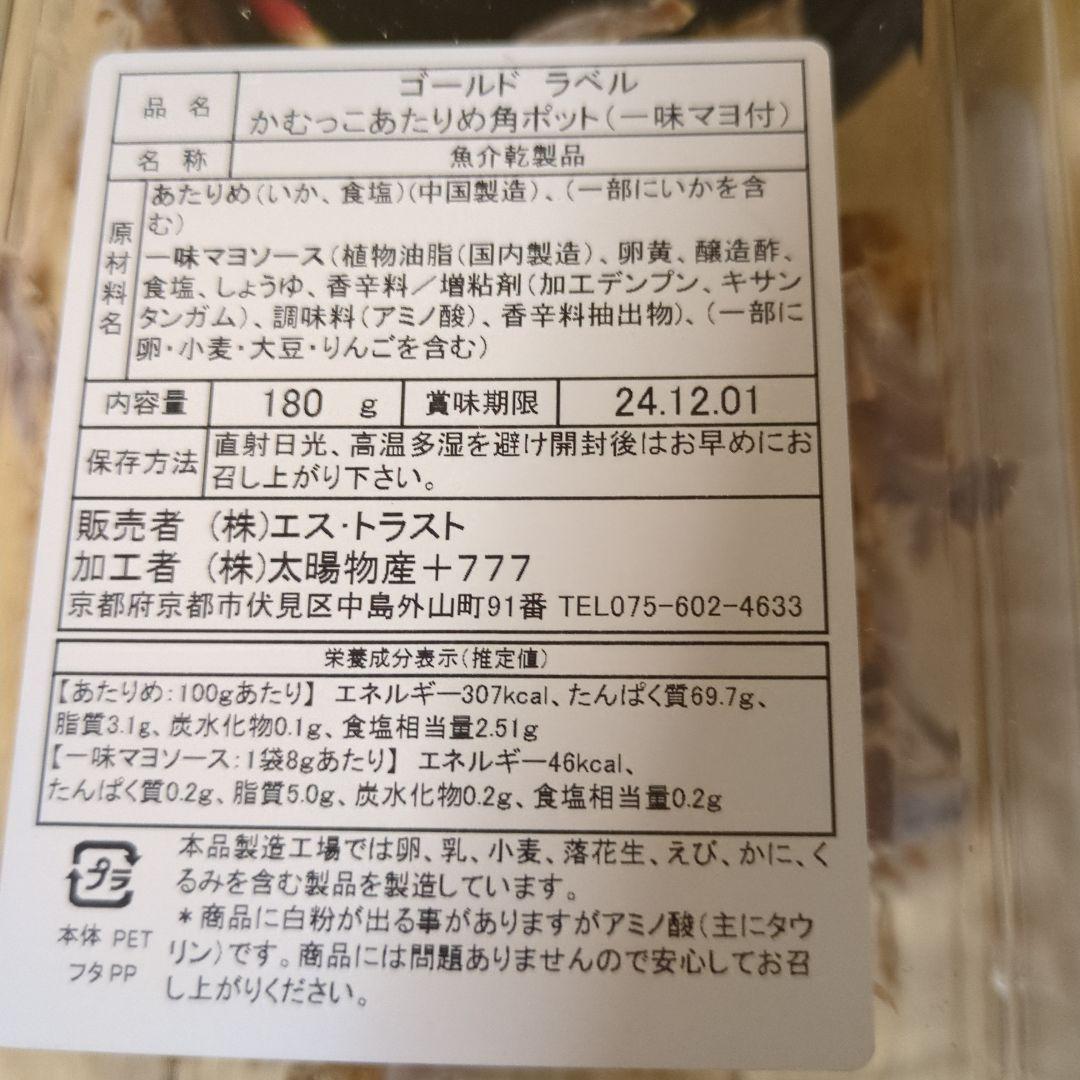 品名
ゴールド ラベル
かむっこあたりめ角ポット(一味マヨ付)
名称
魚介乾製品
原材料名
あたりめ(いか、食塩)(中国製造)、(一部にいかを含
む)
一味マヨソース(植物油脂(国内製造)、卵黄、醸造酢、
食塩、しょうゆ、香辛料/増粘剤(加工デンプン、キサン
タンガム)、調味料(アミノ酸)、香辛料抽出物)、(一部に
卵・小麦・大豆・りんごを含む)
内容量 180 g 賞味期限 24.12.01
保存方法
直射日光、高温多湿を避け開封後はお早めにお
召し上がり下さい。
販売者 (株)エス・トラスト
加工者 (株)太陽物産+777
京都府京都市伏見区中島外山町91番 TEL075-602-4633
栄養成分表示(推定値)
【あたりめ:100gあたり】 エネルギー307kcal、たんぱく質69.7g、
脂質3.1g、炭水化物0.1g、食塩相当量2.51g
【一味マヨソース:1袋8gあたり】 エネルギー46kcal、
たんぱく質0.2g、脂質5.0g、炭水化物0.2g、食塩相当量0.2g
プラ
本体 PET
フタPP
本品製造工場では卵、乳、小麦、落花生、えび、かに、く
るみを含む製品を製造しています。
*商品に白粉が出る事がありますがアミノ酸(主にタウ
リン)です。商品には問題ありませんので安心してお召
し上がりください。